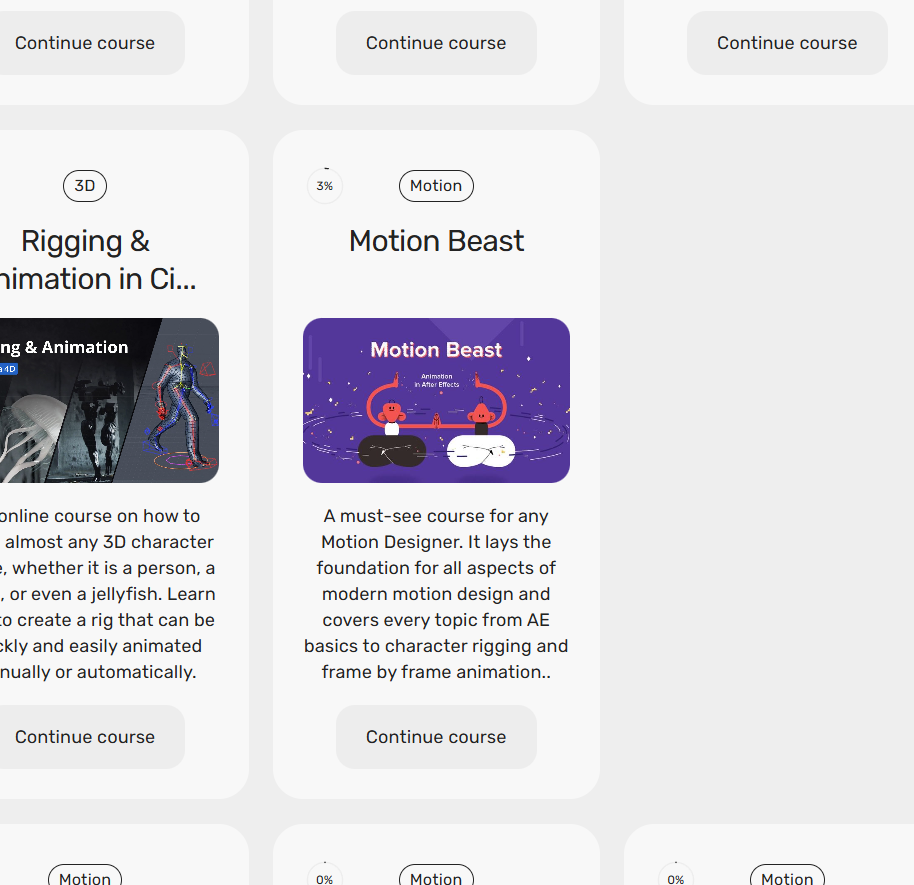 Continue course
Continue course
Continue course
3D
Rigging &
nimation in Ci...
ng & Animation
a 4D
online course on how to
almost any 3D character
, whether it is a person, a
, or even a jellyfish. Learn
to create a rig that can be
ckly and easily animated
nually or automatically.
Continue course
3%
Motion
Motion Beast
Motion Beast
Animation
in After Effects
A must-see course for any
Motion Designer. It lays the
foundation for all aspects of
modern motion design and
covers every topic from AE
basics to character rigging and
frame by frame animation..
Continue course
Motion
0%
Motion
0%
Motion